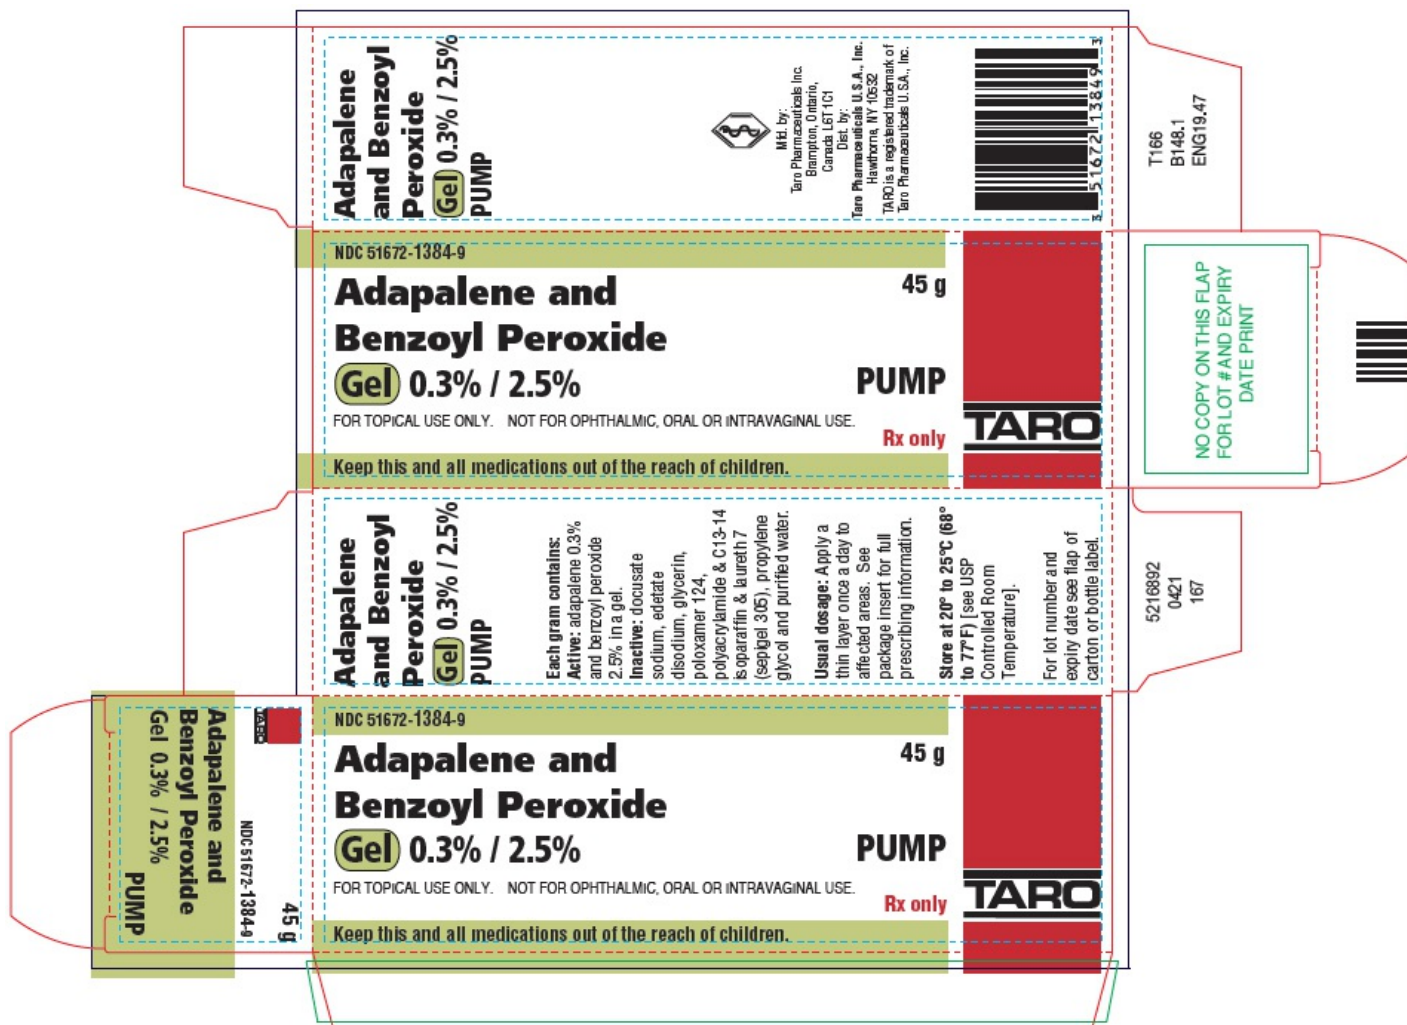 Adapalene
and Benzoyl
Peroxide
Gel 0.3% / 2.5%
PUMP
Mfd. by:
Taro Pharmaceuticals Inc.
Brampton, Ontario,
Canada L6T1C1
Dist. by:
Taro Pharmaceuticals U.S.A., Inc.
Hawthorne, NY 10532
TARO is a registered trademark of
Taro Pharmaceuticals U.S.A., Inc.
3 51672 13849 3
T166
B148.1
ENG19.47
NDC 51672-1384-9
Adapalene and
Benzoyl Peroxide
45 g
Gel 0.3% / 2.5%
PUMP
FOR TOPICAL USE ONLY. NOT FOR OPHTHALMIC, ORAL OR INTRAVAGINAL USE.
Rx only
Keep this and all medications out of the reach of children.
TARO
NO COPY ON THIS FLAP
FOR LOT # AND EXPIRY
DATE PRINT
Adapalene
and Benzoyl
Peroxide
Gel 0.3% / 2.5%
PUMP
Each gram contains:
Active: adapalene 0.3%
and benzoyl peroxide
2.5% in a gel.
Inactive: docusate
sodium, edetate
disodium, glycerin,
poloxamer 124,
polyacrylamide & C13-14
isoparaffin & laureth 7
(sepigel 305), propylene
glycol and purified water.
Usual dosage: Apply a
thin layer once a day to
affected areas. See
package insert for full
prescribing information.
Store at 20° to 25°C (68°
to 77°F) [see USP
Controlled Room
Temperature].
For lot number and
expiry date see flap of
carton or bottle label.
5216892
0421
167
Adapalene and
Benzoyl Peroxide
Gel 0.3% / 2.5%
PUMP
TARO
NDC 51672-1384-9
45 g
NDC 51672-1384-9
Adapalene and
Benzoyl Peroxide
45 g
Gel 0.3% / 2.5%
PUMP
FOR TOPICAL USE ONLY. NOT FOR OPHTHALMIC, ORAL OR INTRAVAGINAL USE.
Rx only
Keep this and all medications out of the reach of children.
TARO